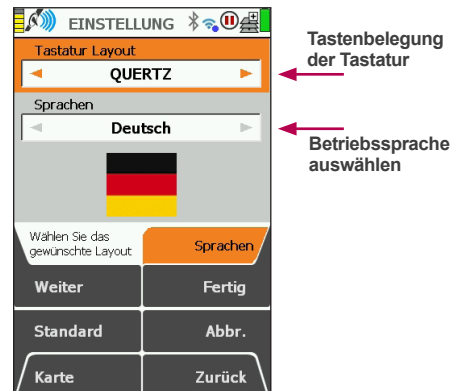 EINSTELLUNG
Tastatur Layout
QUERTZ
Sprachen
Deutsch
Wählen Sie das
gewünschte Layout
Sprachen
Weiter
Fertig
Standard
Abbr.
Karte
Zurück
Tastenbelegung
der Tastatur
Betriebssprache
auswählen